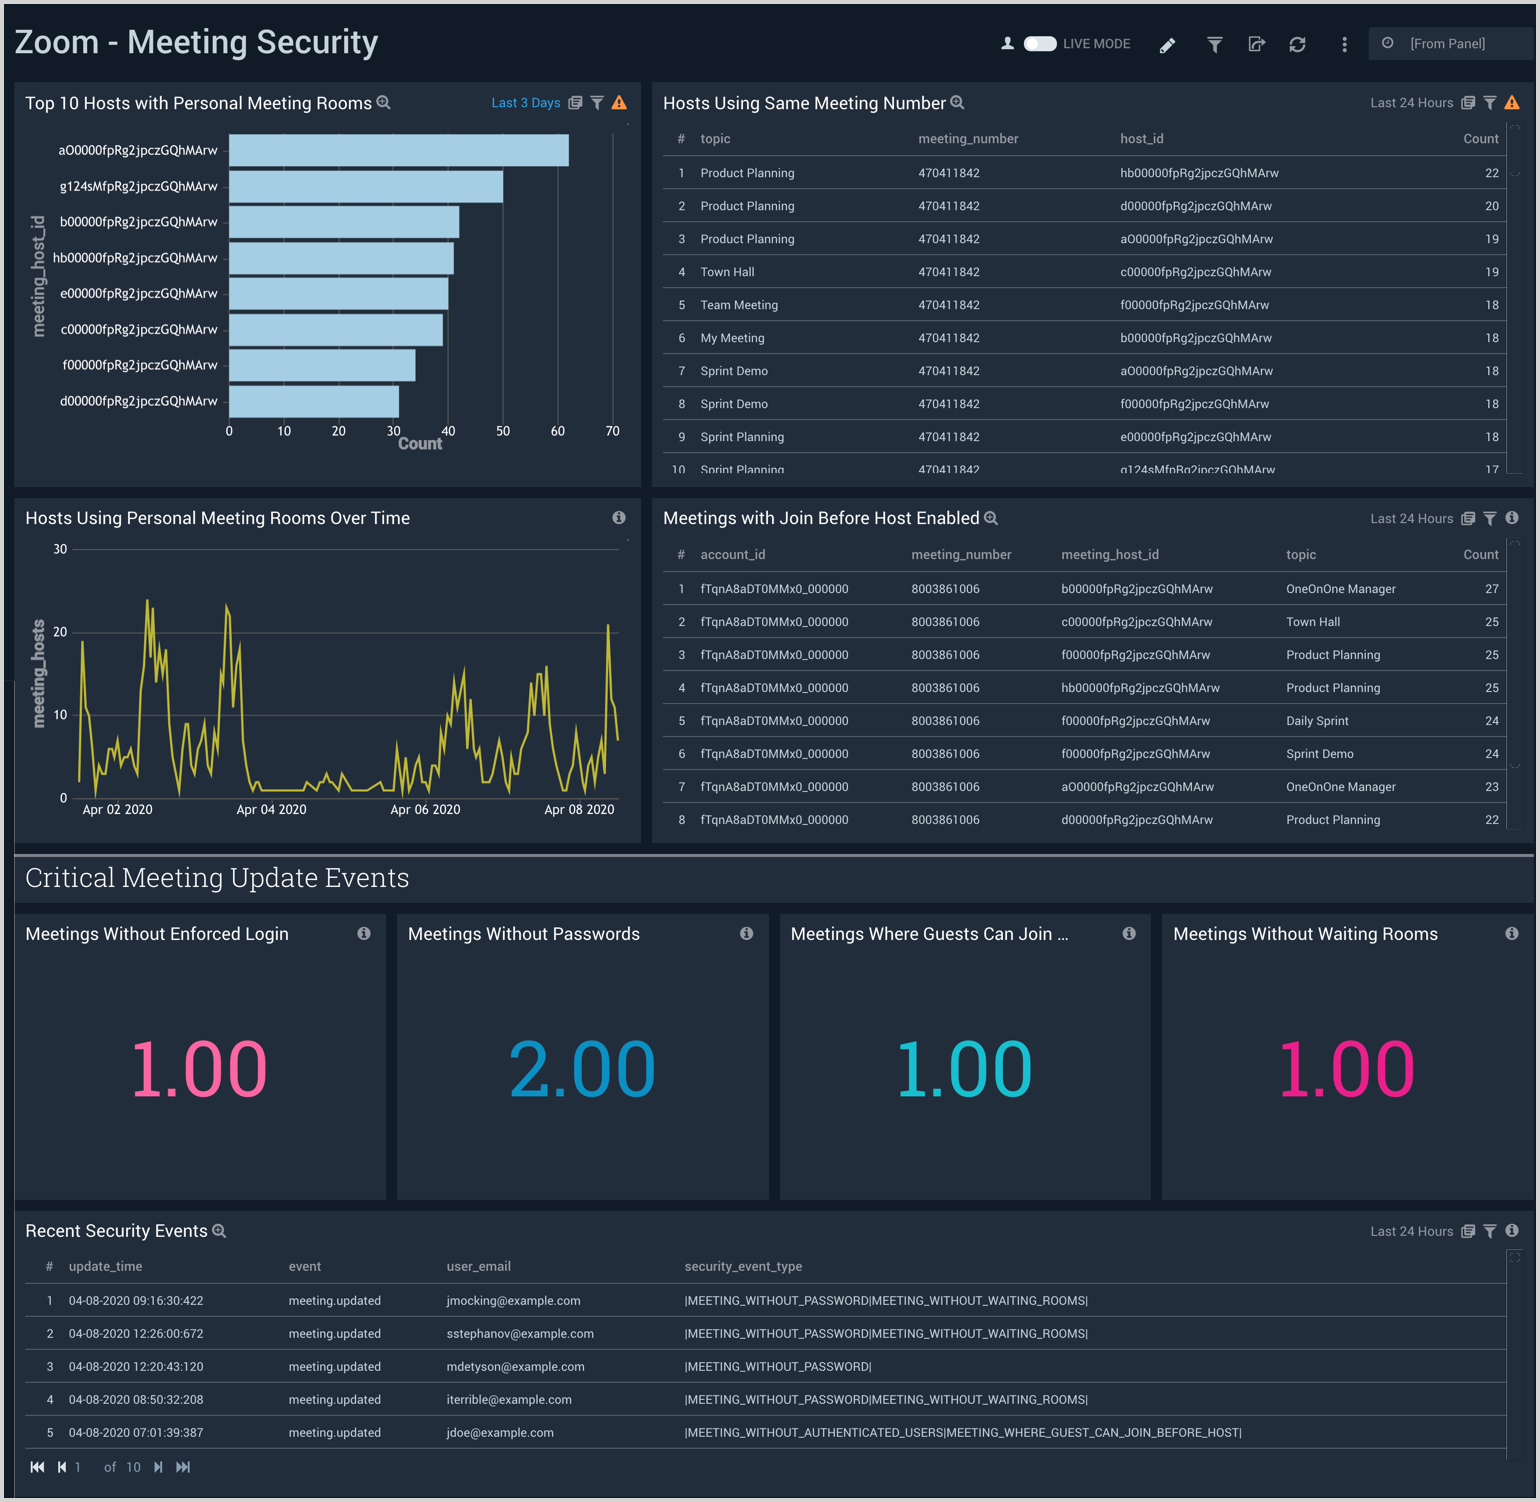 Zoom - Meeting Security
LIVE MODE
[From Panel]
Top 10 Hosts with Personal Meeting Rooms
Last 3 Days
meeting_host_id
aO0000fpRg2jpczGQhMArw
g124sMfpRg2jpczGQhMArw
b00000fpRg2jpczGQhMArw
hb00000fpRg2jpczGQhMArw
e00000fpRg2jpczGQhMArw
c00000fpRg2jpczGQhMArw
f00000fpRg2jpczGQhMArw
d00000fpRg2jpczGQhMArw
0 10 20 30 40 50 60 70
Count
Hosts Using Same Meeting Number
Last 24 Hours
# topic meeting_number host_id Count
1 Product Planning 470411842 hb00000fpRg2jpczGQhMArw 22
2 Product Planning 470411842 d00000fpRg2jpczGQhMArw 20
3 Product Planning 470411842 aO0000fpRg2jpczGQhMArw 19
4 Town Hall 470411842 c00000fpRg2jpczGQhMArw 19
5 Team Meeting 470411842 f00000fpRg2jpczGQhMArw 18
6 My Meeting 470411842 b00000fpRg2jpczGQhMArw 18
7 Sprint Demo 470411842 aO0000fpRg2jpczGQhMArw 18
8 Sprint Demo 470411842 f00000fpRg2jpczGQhMArw 18
9 Sprint Planning 470411842 e00000fpRg2jpczGQhMArw 18
10 Sprint Planning 470411842 g124sMfpRg2jpczGQhMArw 17
Hosts Using Personal Meeting Rooms Over Time
meeting_hosts
30
20
10
0
Apr 02 2020 Apr 04 2020 Apr 06 2020 Apr 08 2020
Meetings with Join Before Host Enabled
Last 24 Hours
# account_id meeting_number meeting_host_id topic Count
1 fTqnA8aDT0MMx0_000000 8003861006 b00000fpRg2jpczGQhMArw OneOnOne Manager 27
2 fTqnA8aDT0MMx0_000000 8003861006 c00000fpRg2jpczGQhMArw Town Hall 25
3 fTqnA8aDT0MMx0_000000 8003861006 f00000fpRg2jpczGQhMArw Product Planning 25
4 fTqnA8aDT0MMx0_000000 8003861006 hb00000fpRg2jpczGQhMArw Product Planning 25
5 fTqnA8aDT0MMx0_000000 8003861006 f00000fpRg2jpczGQhMArw Daily Sprint 24
6 fTqnA8aDT0MMx0_000000 8003861006 f00000fpRg2jpczGQhMArw Sprint Demo 24
7 fTqnA8aDT0MMx0_000000 8003861006 aO0000fpRg2jpczGQhMArw OneOnOne Manager 23
8 fTqnA8aDT0MMx0_000000 8003861006 d00000fpRg2jpczGQhMArw Product Planning 22
Critical Meeting Update Events
Meetings Without Enforced Login
1.00
Meetings Without Passwords
2.00
Meetings Where Guests Can Join ...
1.00
Meetings Without Waiting Rooms
1.00
Recent Security Events
Last 24 Hours
# update_time event user_email security_event_type
1 04-08-2020 09:16:30:422 meeting.updated jmocking@example.com |MEETING_WITHOUT_PASSWORD|MEETING_WITHOUT_WAITING_ROOMS|
2 04-08-2020 12:26:00:672 meeting.updated sstephanov@example.com |MEETING_WITHOUT_PASSWORD|MEETING_WITHOUT_WAITING_ROOMS|
3 04-08-2020 12:20:43:120 meeting.updated mdetyson@example.com |MEETING_WITHOUT_PASSWORD|
4 04-08-2020 08:50:32:208 meeting.updated iterrible@example.com |MEETING_WITHOUT_PASSWORD|MEETING_WITHOUT_WAITING_ROOMS|
5 04-08-2020 07:01:39:387 meeting.updated jdoe@example.com |MEETING_WITHOUT_AUTHENTICATED_USERS|MEETING_WHERE_GUEST_CAN_JOIN_BEFORE_HOST|
1 of 10